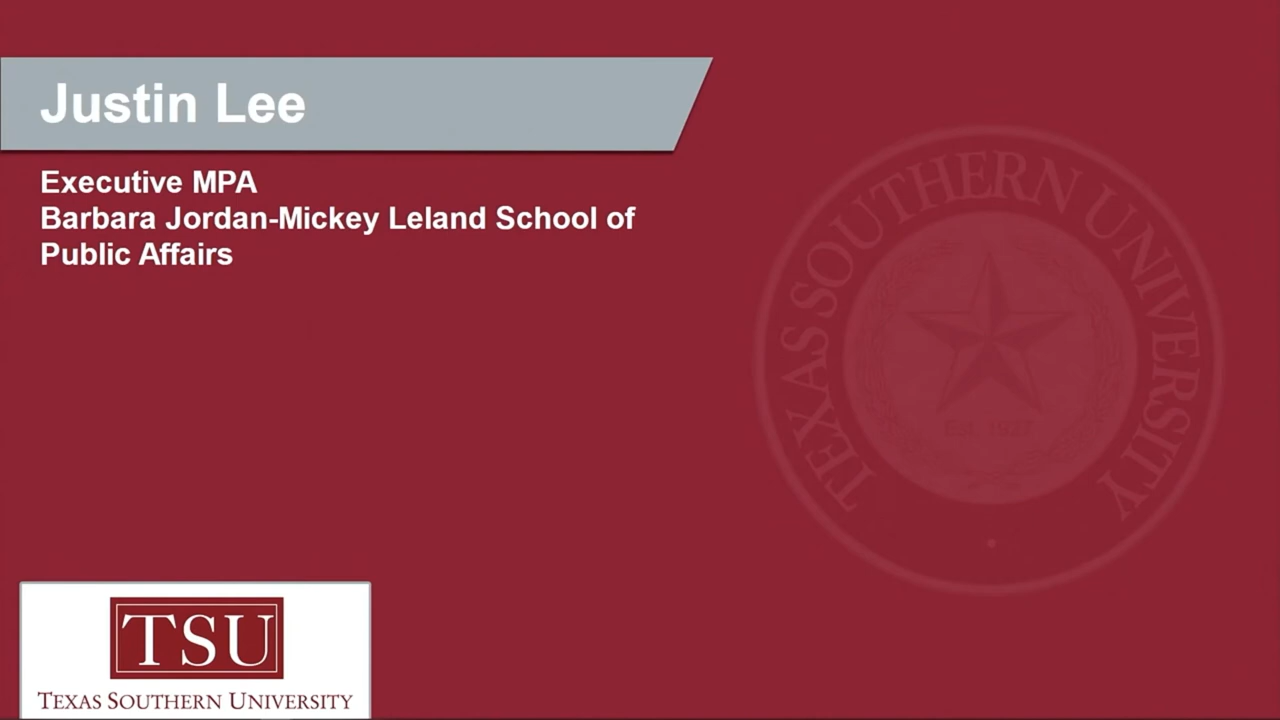 Justin Lee
Executive MPA
Barbara Jordan-Mickey Leland School of
Public Affairs
TEXAS SOUTHERN UNIVERSITY
TSU
TEXAS SOUTHERN UNIVERSITY